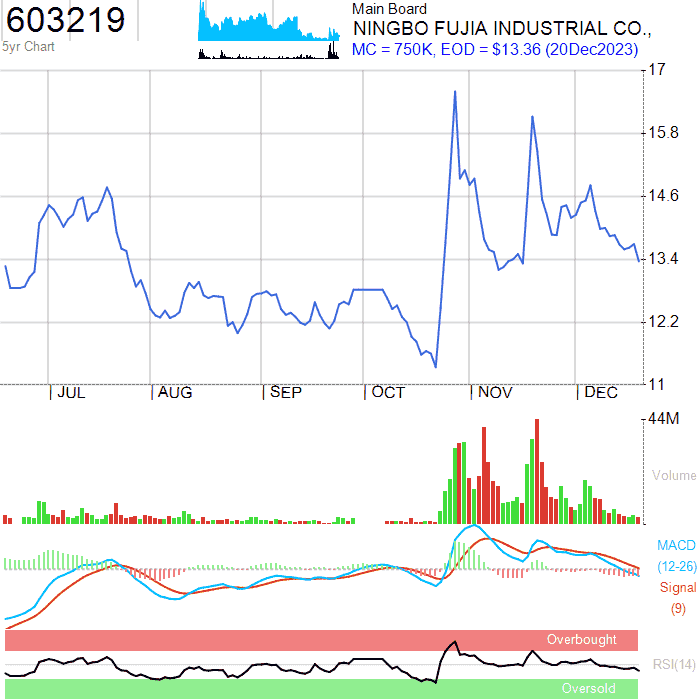 603219
5yr Chart
Main Board
NINGBO FUJIA INDUSTRIAL CO.,
MC = 750K, EOD = $13.36 (20Dec2023)
17
15.8
14.6
13.4
12.2
11
JUL
AUG
SEP
OCT
NOV
DEC
44M
Volume
MACD
(12-26)
Signal
(9)
Overbought
RSI(14)
Oversold